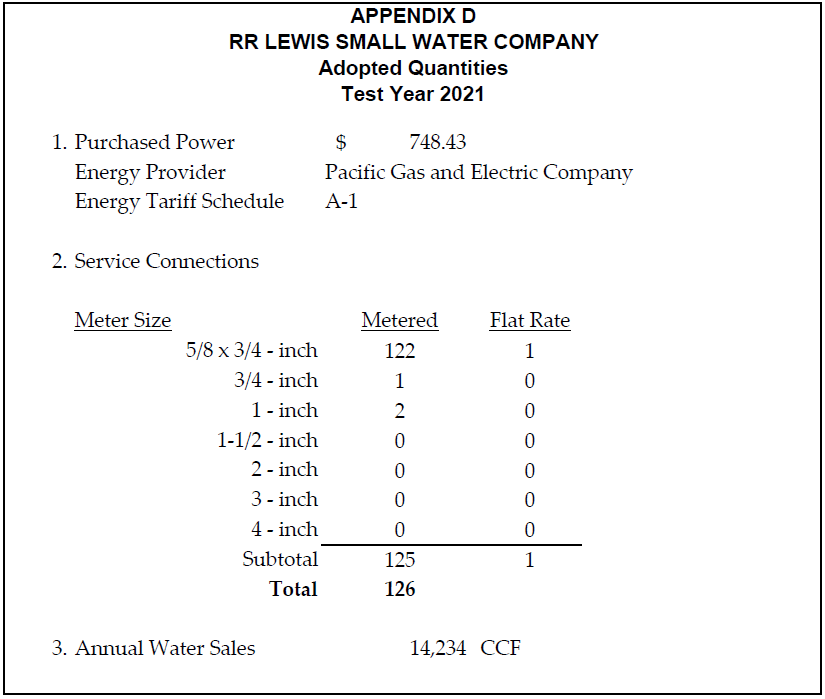 APPENDIX D
RR LEWIS SMALL WATER COMPANY
Adopted Quantities
Test Year 2021
1. Purchased Power $ 748.43
Energy Provider Pacific Gas and Electric Company
Energy Tariff Schedule A-1
2. Service Connections
Meter Size Metered Flat Rate
5/8 x 3/4 - inch 122 1
3/4 - inch 1 0
1 - inch 2 0
1-1/2 - inch 0 0
2 - inch 0 0
3 - inch 0 0
4 - inch 0 0
Subtotal 125 1
Total 126
3. Annual Water Sales 14,234 CCF